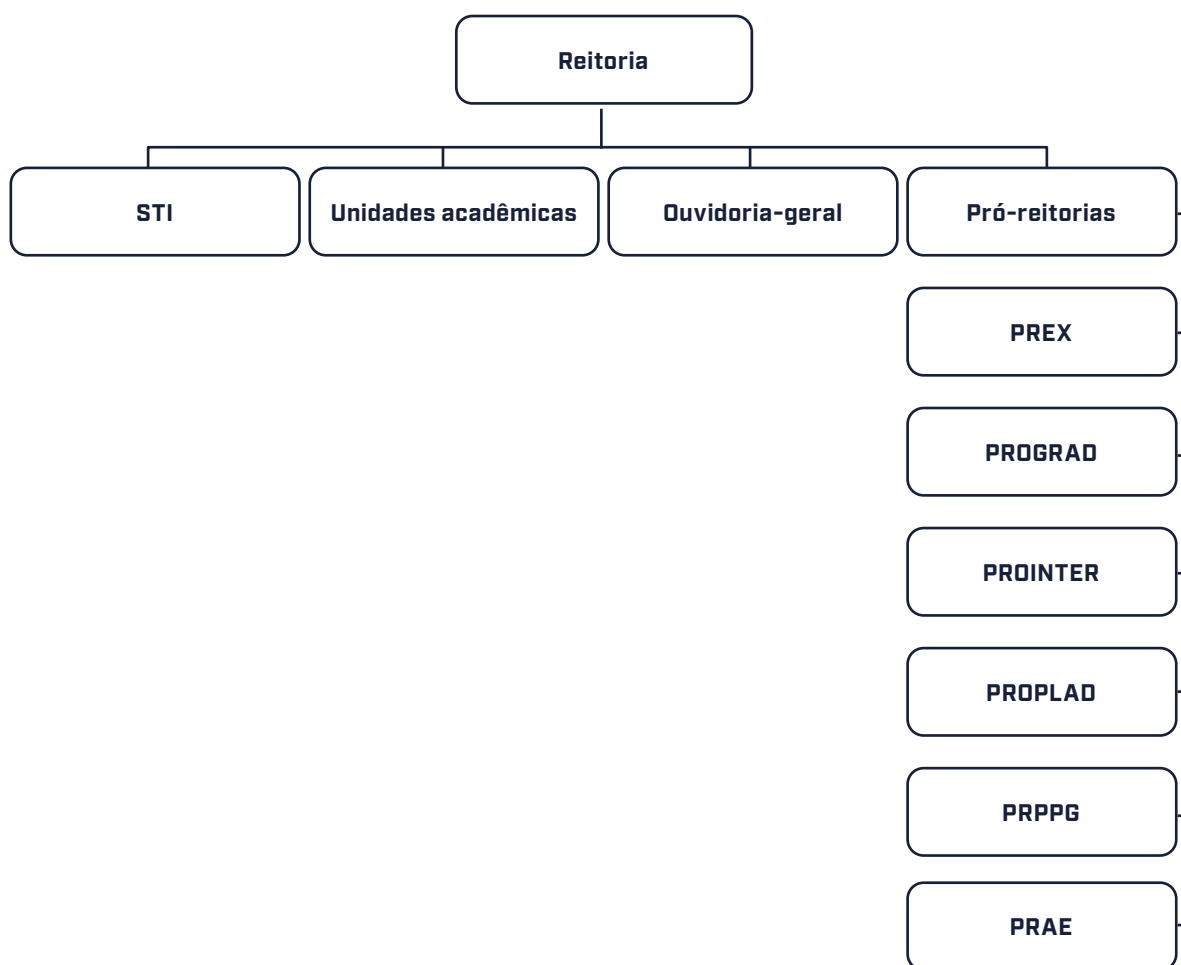 Reitoria
STI
Unidades acadêmicas
Ouvidoria-geral
Pró-reitorias
PREX
PROGRAD
PROINTER
PROPLAD
PRPPG
PRAE